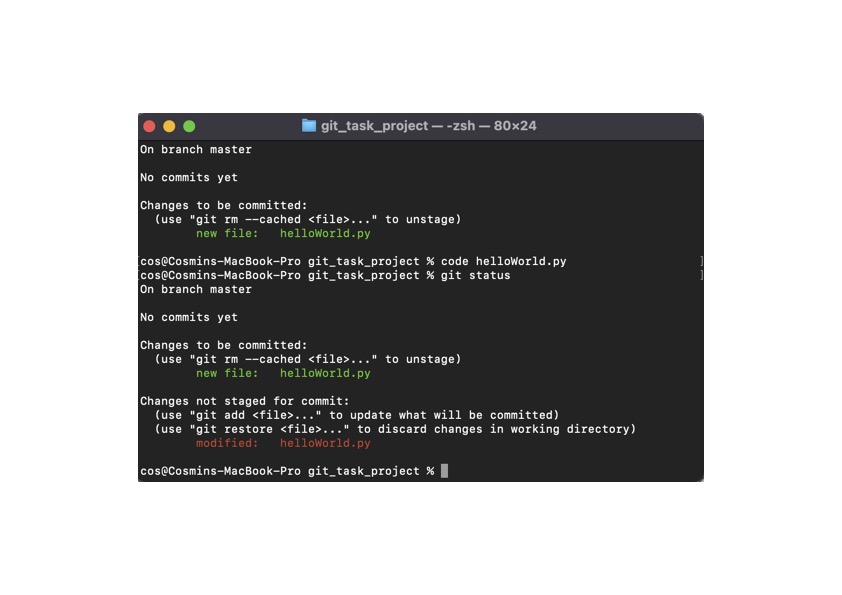 git_task_project — -zsh — 80×24
On branch master
No commits yet
Changes to be committed:
(use "git rm --cached <file>..." to unstage)
new file:   helloWorld.py
[cos@Cosmins-MacBook-Pro git_task_project % code helloWorld.py ]
[cos@Cosmins-MacBook-Pro git_task_project % git status ]
On branch master
No commits yet
Changes to be committed:
(use "git rm --cached <file>..." to unstage)
new file:   helloWorld.py
Changes not staged for commit:
(use "git add <file>..." to update what will be committed)
(use "git restore <file>..." to discard changes in working directory)
modified:   helloWorld.py
cos@Cosmins-MacBook-Pro git_task_project %